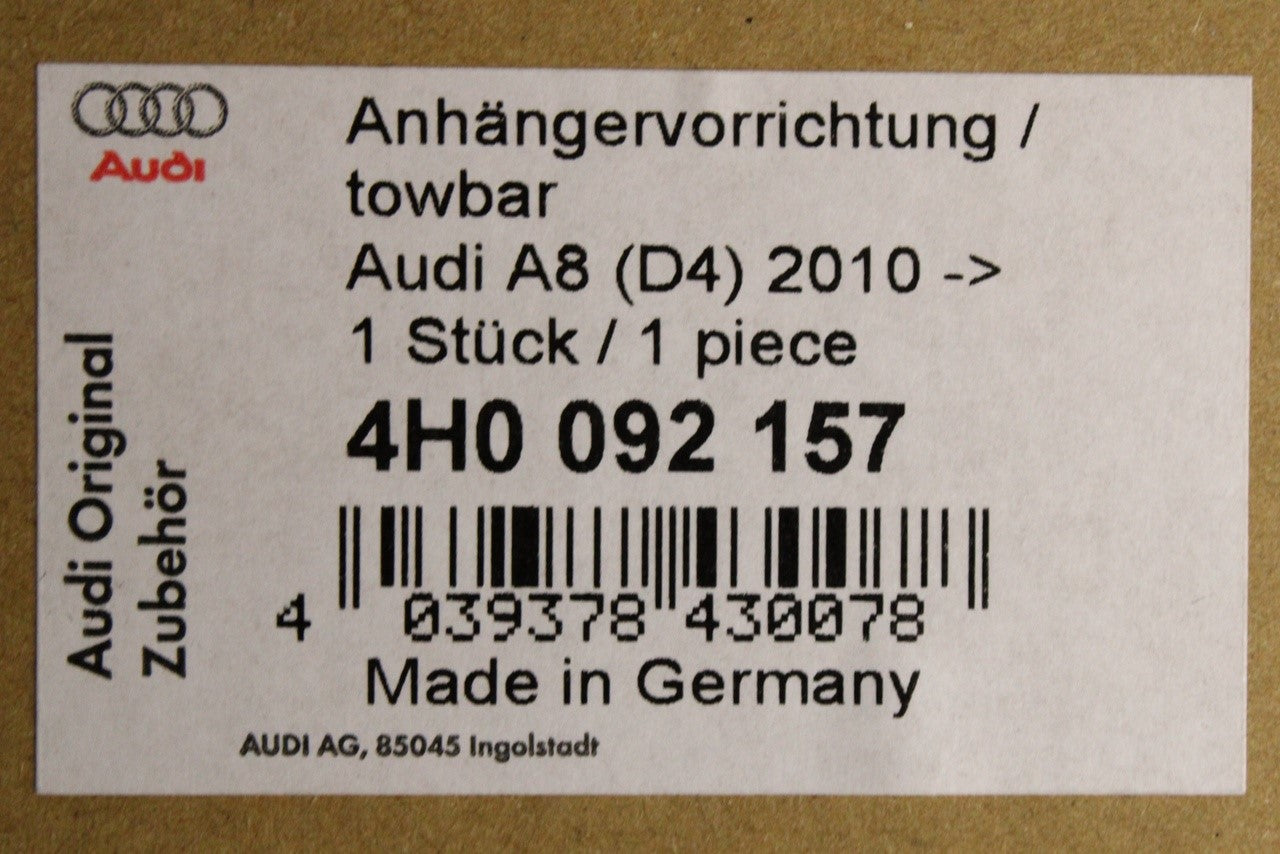 Audi
Anhängervorrichtung /
towbar
Audi A8 (D4) 2010 ->
1 Stück / 1 piece
4H0 092 157
4 039378 430078
Made in Germany
AUDI AG, 85045 Ingolstadt
Audi Original
Zubehör